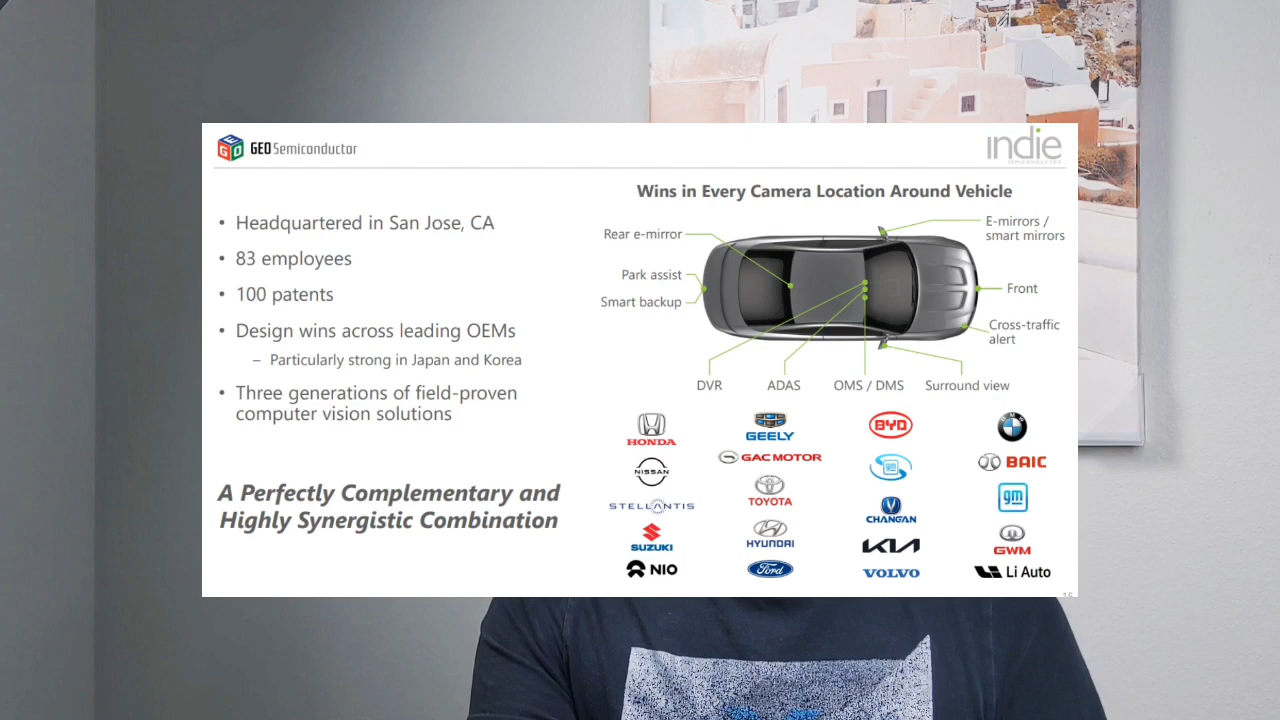 GEO Semiconductor
indie
SEMICONDUCTOR
• Headquartered in San Jose, CA
• 83 employees
• 100 patents
• Design wins across leading OEMs
– Particularly strong in Japan and Korea
• Three generations of field-proven
computer vision solutions
A Perfectly Complementary and
Highly Synergistic Combination
Wins in Every Camera Location Around Vehicle
Rear e-mirror
Park assist
Smart backup
E-mirrors /
smart mirrors
Front
Cross-traffic
alert
DVR
ADAS
OMS / DMS
Surround view
HONDA
GEELY
BYD
BMW
NISSAN
GAC MOTOR
BAIC
STELLANTIS
TOYOTA
CHANGAN
gm
SUZUKI
HYUNDAI
KIA
GWM
NIO
Ford
VOLVO
Li Auto